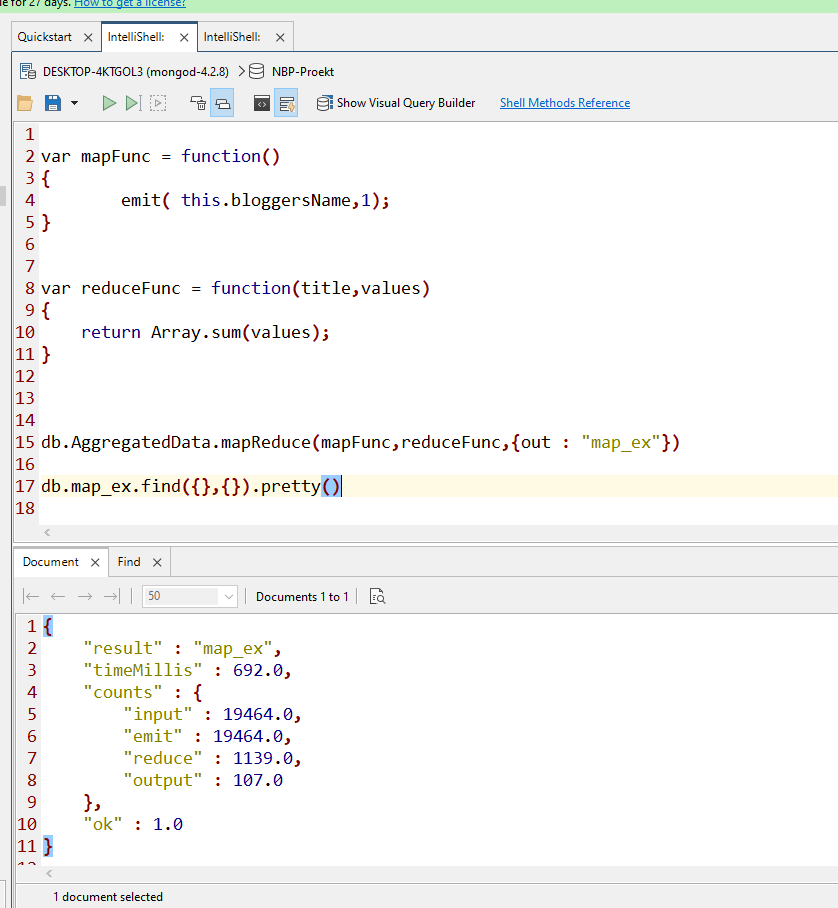 le for 27 days. How to get a license?
Quickstart IntelliShell: IntelliShell:
DESKTOP-4KTGOL3 (mongod-4.2.8) NBP-Proekt
Show Visual Query Builder Shell Methods Reference
1
2 var mapFunc = function()
3 {
4 emit( this.bloggersName,1);
5 }
6
7
8 var reduceFunc = function(title,values)
9 {
10 return Array.sum(values);
11 }
12
13
14
15 db.AggregatedData.mapReduce(mapFunc,reduceFunc,{out : "map_ex"})
16
17 db.map_ex.find({},{}).pretty()
18
Document Find
50 Documents 1 to 1
1 {
2 "result" : "map_ex",
3 "timeMillis" : 692.0,
4 "counts" : {
5 "input" : 19464.0,
6 "emit" : 19464.0,
7 "reduce" : 1139.0,
8 "output" : 107.0
9 },
10 "ok" : 1.0
11 }
1 document selected